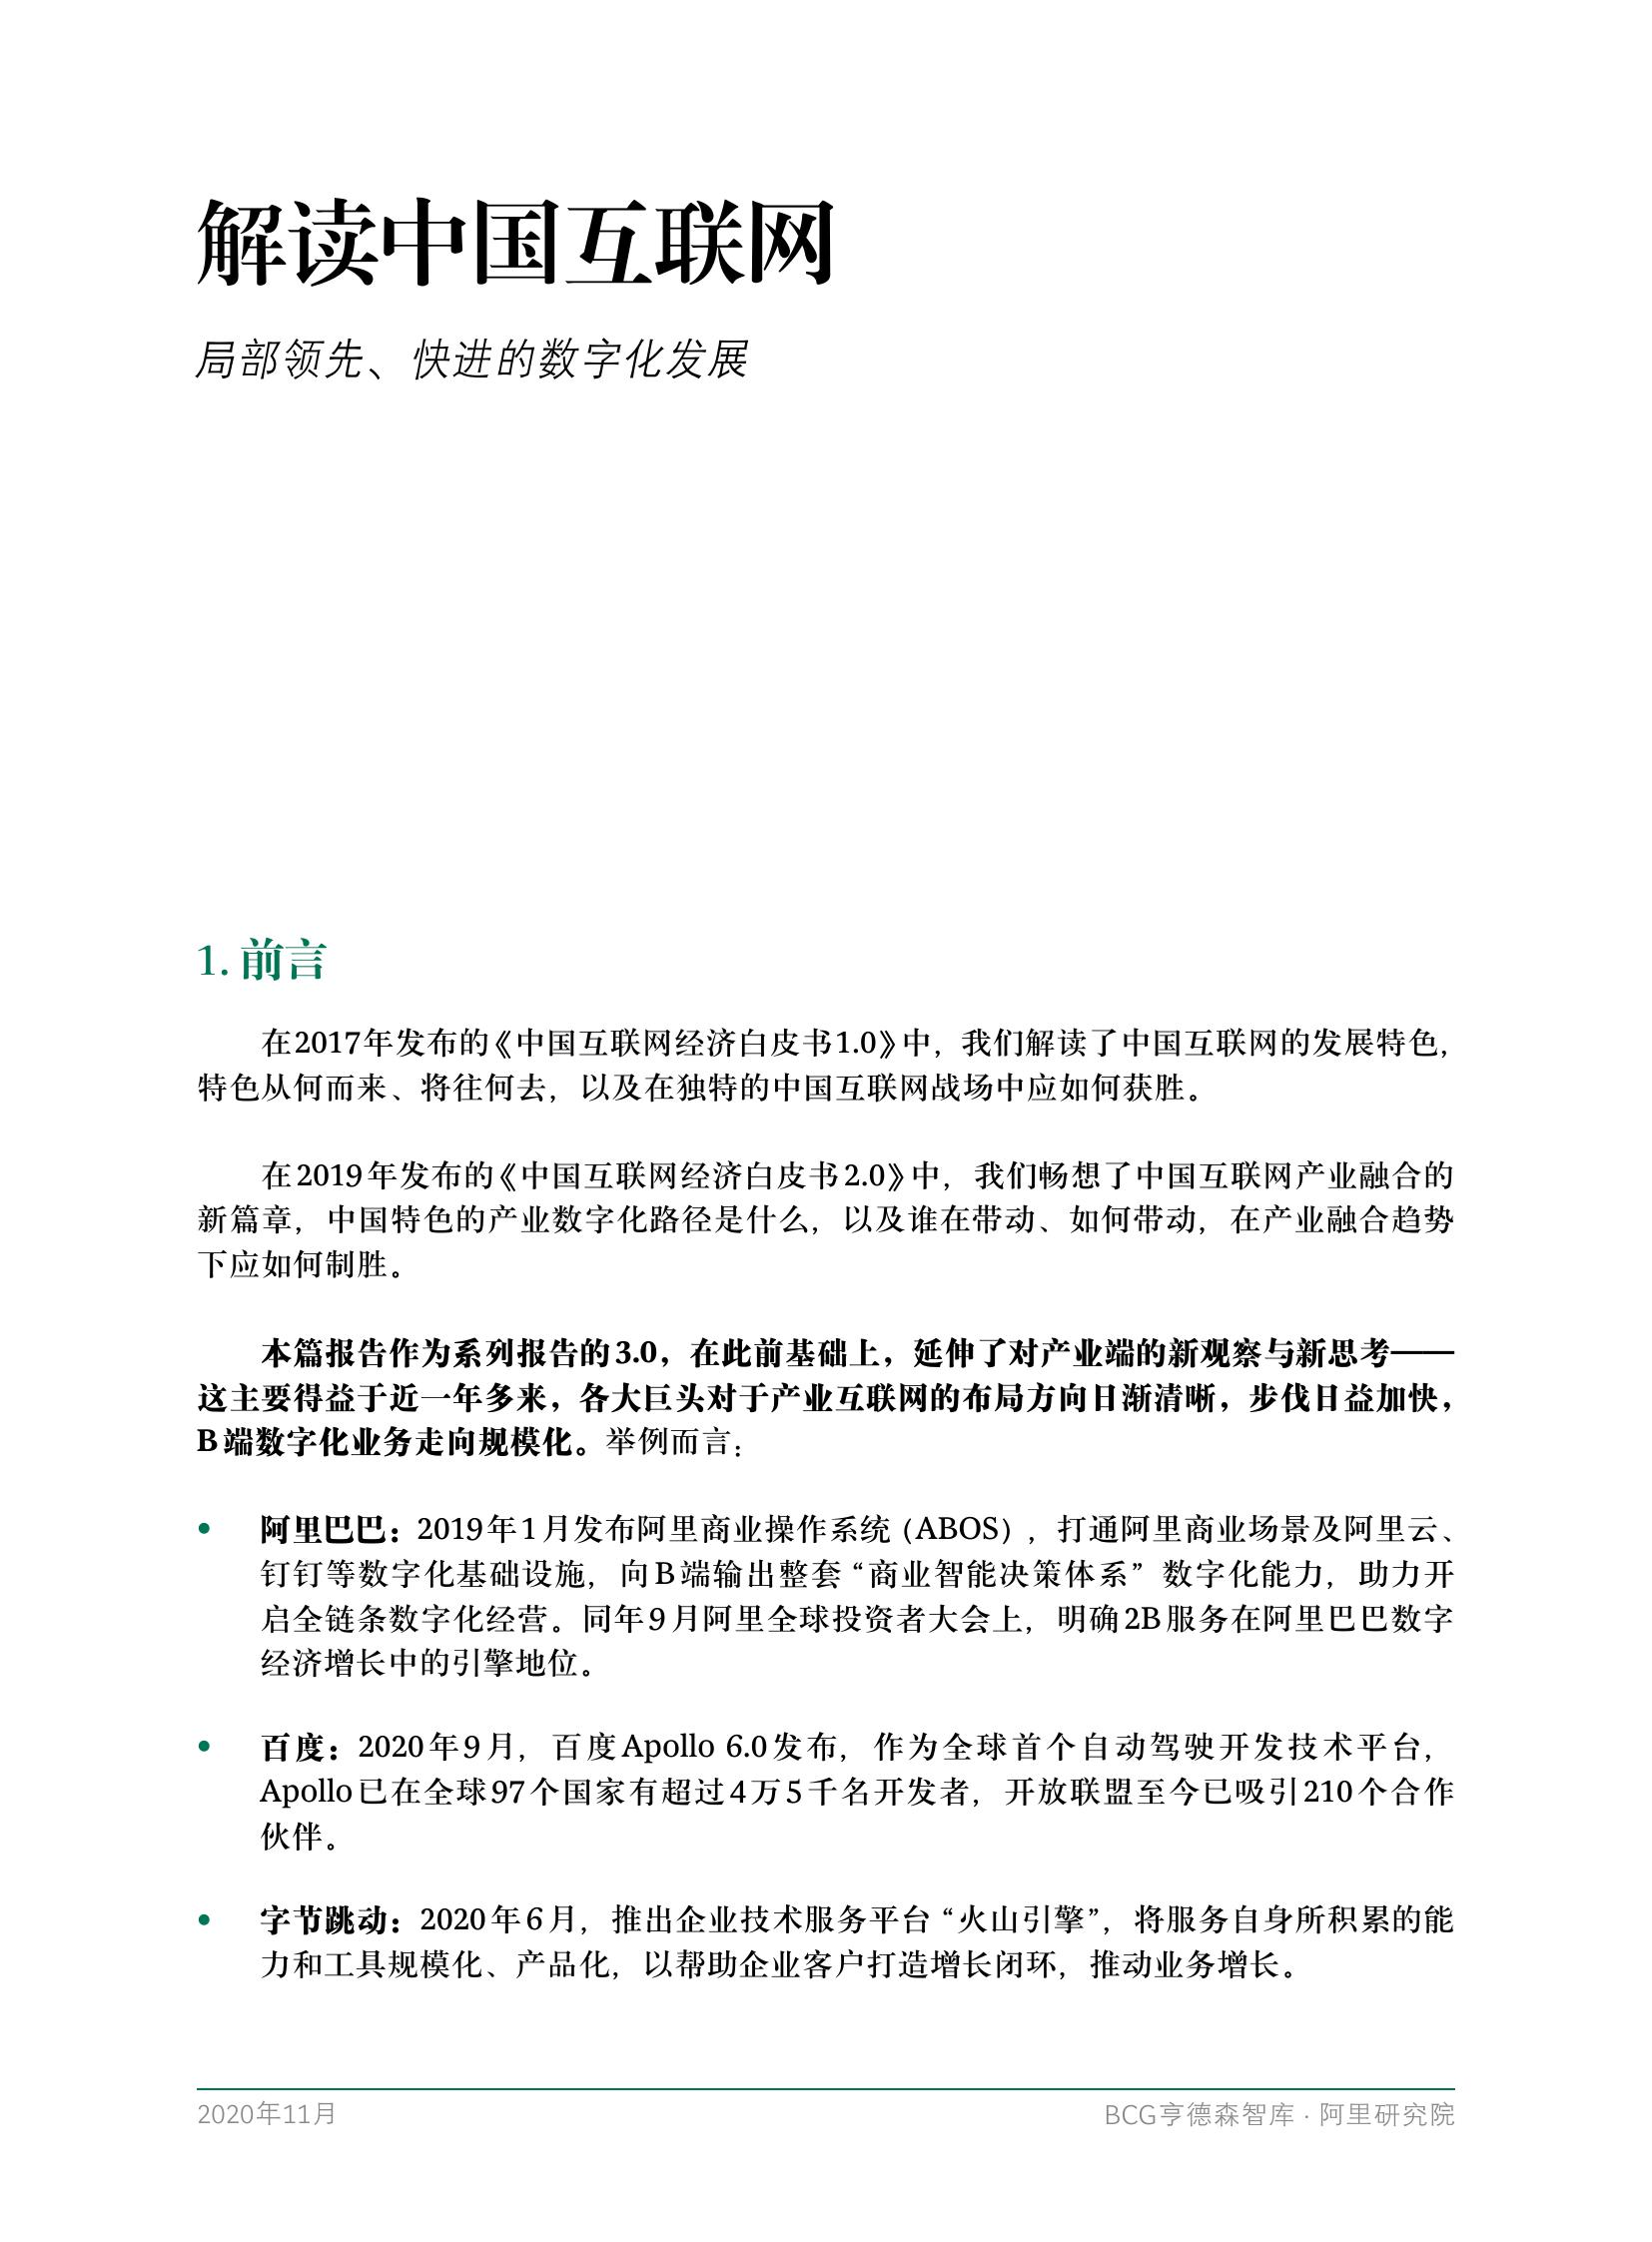 解读中国互联网
局部领先、快进的数字化发展
1. 前言
在2017年发布的《中国互联网经济白皮书1.0》中，我们解读了中国互联网的发展特色，
特色从何而来、将往何去，以及在独特的中国互联网战场中应如何获胜。
在2019年发布的《中国互联网经济白皮书2.0》中，我们畅想了中国互联网产业融合的
新篇章，中国特色的产业数字化路径是什么，以及谁在带动、如何带动，在产业融合趋势
下应如何制胜。
本篇报告作为系列报告的3.0，在此前基础上，延伸了对产业端的新观察与新思考——
这主要得益于近一年多来，各大巨头对于产业互联网的布局方向日渐清晰，步伐日益加快，
B端数字化业务走向规模化。举例而言：
• 阿里巴巴：2019年1月发布阿里商业操作系统（ABOS），打通阿里商业场景及阿里云、
钉钉等数字化基础设施，向B端输出整套“商业智能决策体系”数字化能力，助力开
启全链条数字化经营。同年9月阿里全球投资者大会上，明确2B服务在阿里巴巴数字
经济增长中的引擎地位。
• 百度：2020年9月，百度Apollo 6.0发布，作为全球首个自动驾驶开发技术平台，
Apollo已在全球97个国家有超过4万5千名开发者，开放联盟至今已吸引210个合作
伙伴。
• 字节跳动：2020年6月，推出企业技术服务平台“火山引擎”，将服务自身所积累的能
力和工具规模化、产品化，以帮助企业客户打造增长闭环，推动业务增长。
2020年11月
BCG亨德森智库 · 阿里研究院